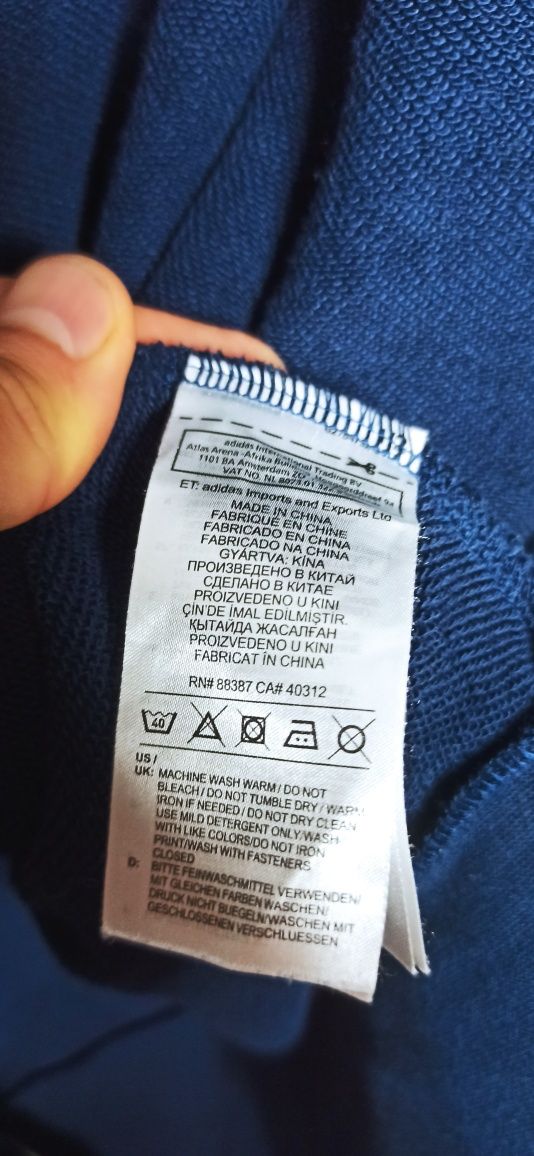 adidas International Trading BV
Atlas Arena -Afrika Building
1101 BA Amsterdam ZO
VAT NO. NL
ET: adidas Imports and Exports Ltd
MADE IN CHINA
FABRIQUÉ EN CHINE
FABRICADO EN CHINA
FABRICADO NA CHINA
GYÁRTVA: KÍNA
ПРОИЗВЕДЕНО В КИТАЙ
СДЕЛАНО В КИТАЕ
PROIZVEDENO U KINI
ÇİN'DE İMAL EDİLMİŞTİR.
ҚЫТАЙДА ЖАСАЛҒАН
PROIZVEDENO U KINI
FABRICAT ÎN CHINA
RN# 88387 CA# 40312
40
US /
UK: MACHINE WASH WARM / DO NOT
BLEACH / DO NOT TUMBLE DRY / WARM
IRON IF NEEDED / DO NOT DRY CLEAN
USE MILD DETERGENT ONLY/WASH
WITH LIKE COLORS/DO NOT IRON
PRINT/WASH WITH FASTENERS
CLOSED
D: BITTE FEINWASCHMITTEL VERWENDEN/
MIT GLEICHEN FARBEN WASCHEN/
DRUCK NICHT BUEGELN/WASCHEN MIT
GESCHLOSSENEN VERSCHLUESSEN